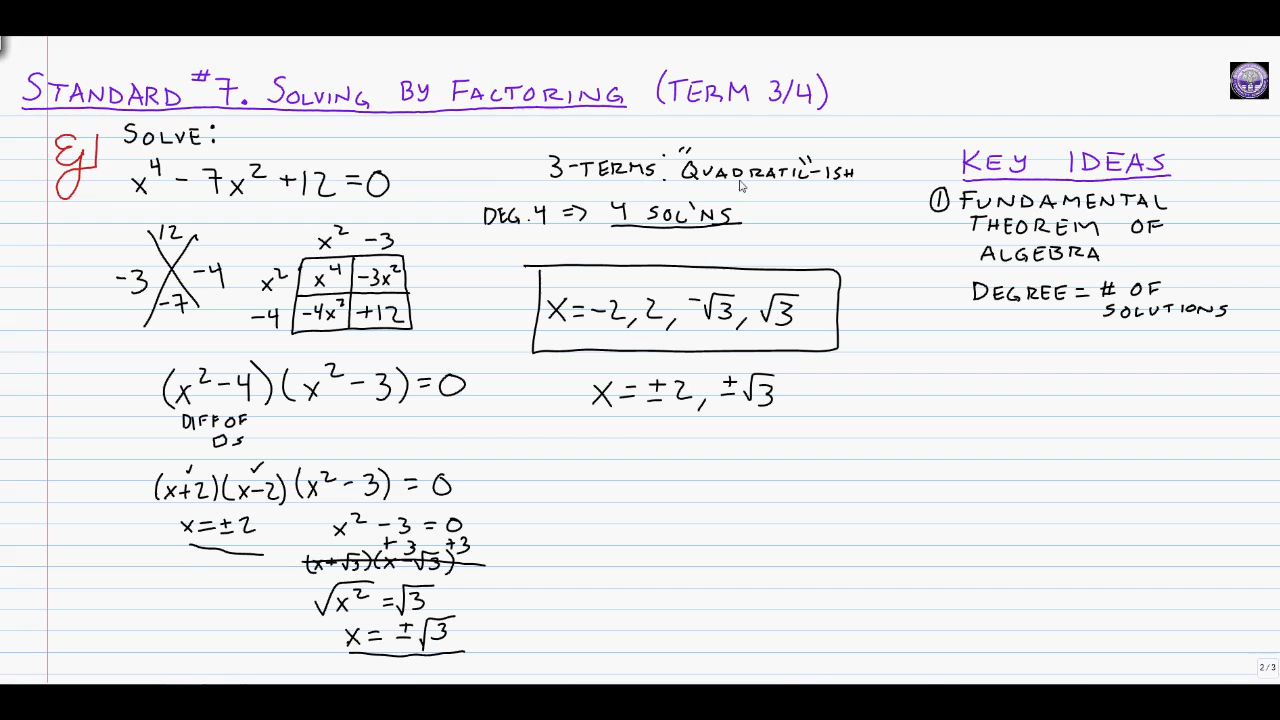 STANDARD #7. SOLVING BY FACTORING (TERM 3/4)
Eg
SOLVE:
x⁴ - 7x² + 12 = 0
12
-3 -4
-7
x² -3
x² x⁴ -3x²
-4 -4x² +12
(x² - 4)(x² - 3) = 0
DIFF OF
□s
(x+2)(x-2)(x² - 3) = 0
x = ±2
x² - 3 = 0
+3 +3
(x+√3)(x-√3)
√x² = √3
x = ±√3
3-TERMS: "QUADRATIC"-ISH
DEG. 4 => 4 SOL'NS
X = -2, 2, -√3, √3
X = ±2, ±√3
KEY IDEAS
① FUNDAMENTAL
THEOREM OF
ALGEBRA
DEGREE = # OF
SOLUTIONS
2/3